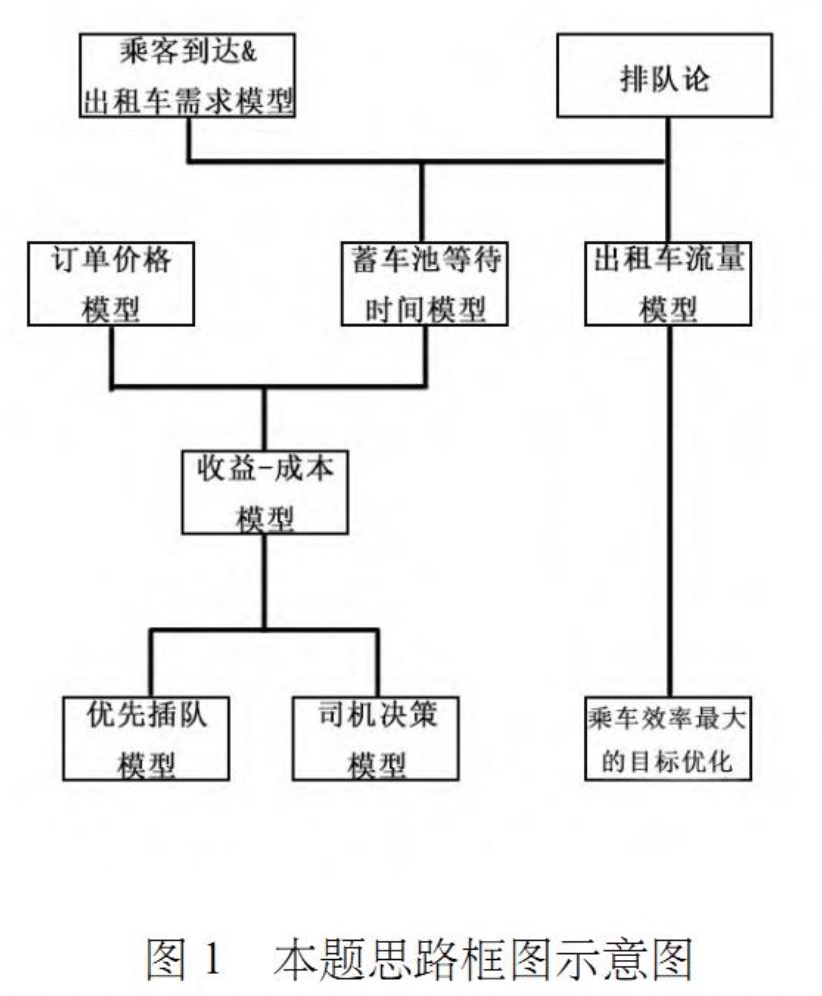 乘客到达&
出租车需求模型
排队论
订单价格
模型
蓄车池等待
时间模型
出租车流量
模型
收益-成本
模型
优先插队
模型
司机决策
模型
乘车效率最大
的目标优化
图 1 本题思路框图示意图